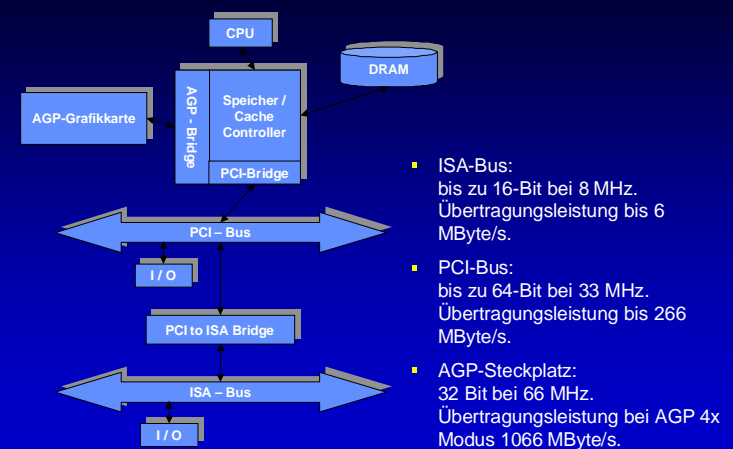 CPU
DRAM
AGP-Grafikkarte
AGP - Bridge
Speicher /
Cache
Controller
PCI-Bridge
PCI – Bus
I / O
PCI to ISA Bridge
ISA – Bus
I / O
ISA-Bus:
bis zu 16-Bit bei 8 MHz.
Übertragungsleistung bis 6
MByte/s.
PCI-Bus:
bis zu 64-Bit bei 33 MHz.
Übertragungsleistung bis 266
MByte/s.
AGP-Steckplatz:
32 Bit bei 66 MHz.
Übertragungsleistung bei AGP 4x
Modus 1066 MByte/s.